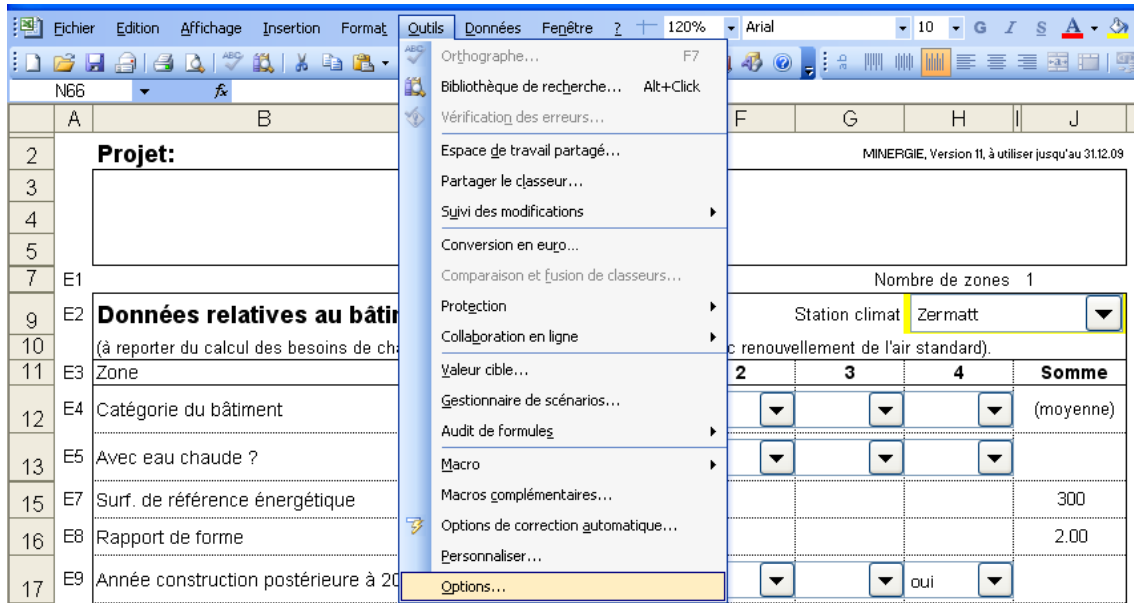 Fichier Edition Affichage Insertion Format Outils Données Fenêtre ? 120% Arial 10 G I S A
N66 fx
A B F G H I J
Orthographe... F7
Bibliothèque de recherche... Alt+Click
Vérification des erreurs...
Espace de travail partagé...
Partager le classeur...
Suivi des modifications
Conversion en euro...
Comparaison et fusion de classeurs...
Protection
Collaboration en ligne
Valeur cible...
Gestionnaire de scénarios...
Audit de formules
Macro
Macros complémentaires...
Options de correction automatique...
Personnaliser...
Options...
2 Projet: MINERGIE, Version 11, à utiliser jusqu'au 31.12.09
3
4
5
7 E1 Nombre de zones 1
9 E2 Données relatives au bâti Station climat Zermatt
10 (à reporter du calcul des besoins de ch renouvellement de l'air standard).
11 E3 Zone 2 3 4 Somme
12 E4 Catégorie du bâtiment (moyenne)
13 E5 Avec eau chaude ?
15 E7 Surf. de référence énergétique 300
16 E8 Rapport de forme 2.00
17 E9 Année construction postérieure à 20 oui